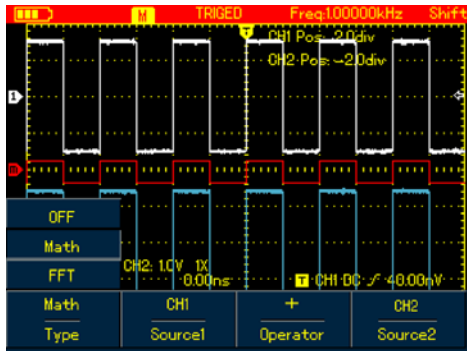 M TRIGED Freq:1.00000kHz Shift
T CH1 Pos: 2.0div
CH2 Pos: -2.0div
1
m
OFF
Math
FFT
CH2: 1.0V 1X
0.00ns T CH1 DC 40.00mV
Math CH1 + CH2
Type Source1 Operator Source2